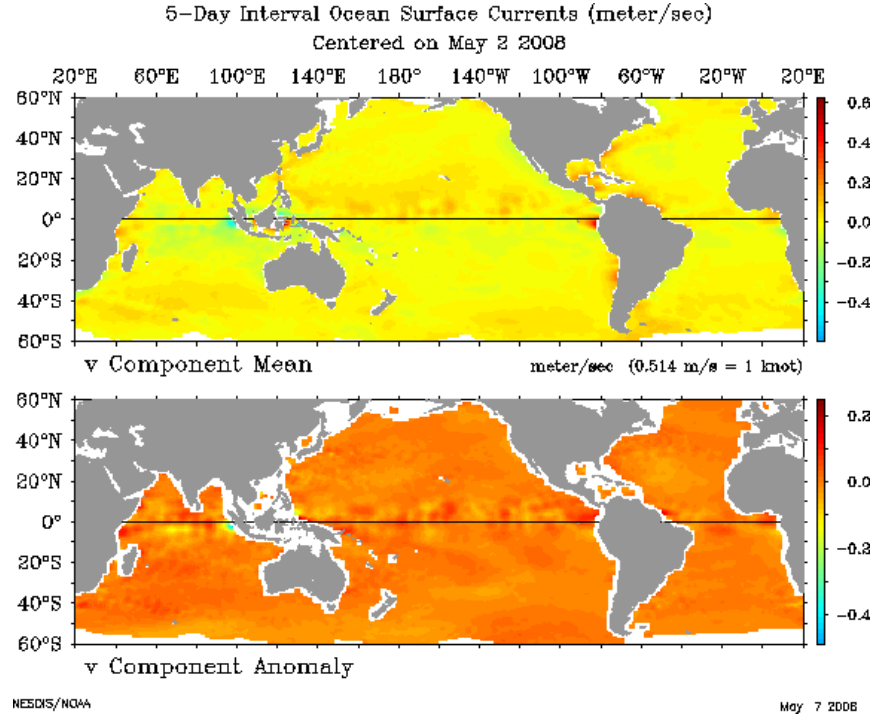 5-Day Interval Ocean Surface Currents (meter/sec)
Centered on May 2 2008
20°E 60°E 100°E 140°E 180° 140°W 100°W 60°W 20°W 20°E
60°N
40°N
20°N
0°
20°S
40°S
60°S
0.6
0.4
0.2
0.0
-0.2
-0.4
v Component Mean
meter/sec (0.514 m/s = 1 knot)
60°N
40°N
20°N
0°
20°S
40°S
60°S
0.2
0.0
-0.2
-0.4
v Component Anomaly
NESDIS/NOAA
May 7 2008